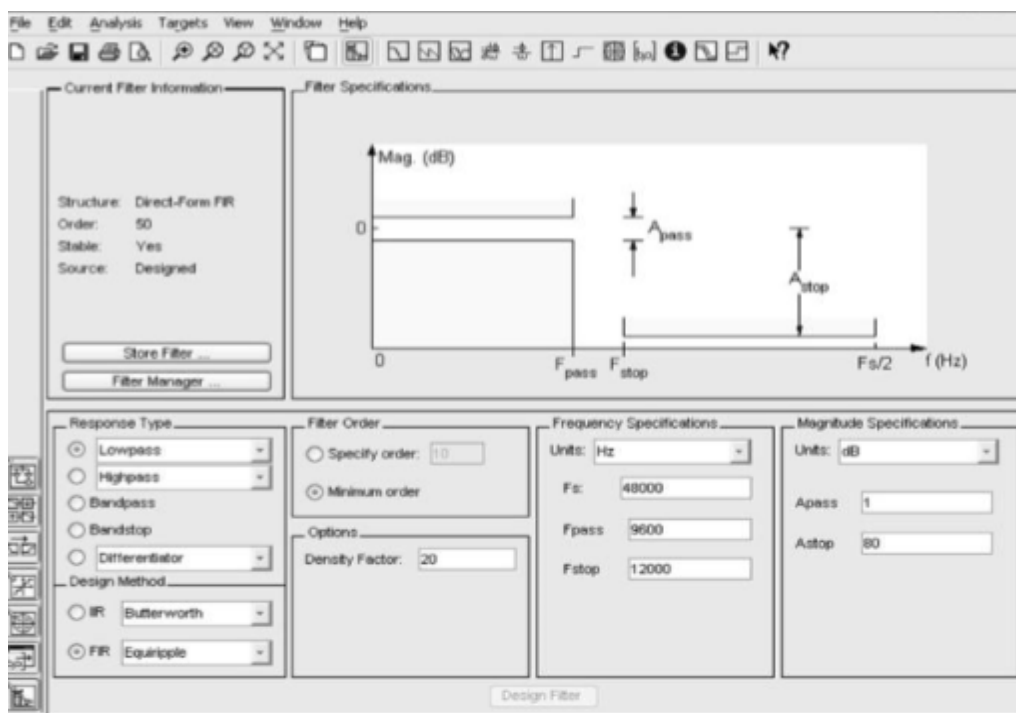 File Edit Analysis Targets View Window Help
Current Filter Information
Structure: Direct-Form FIR
Order: 50
Stable: Yes
Source: Designed
Store Filter ...
Filter Manager ...
Filter Specifications
Mag. (dB)
0
Apass
Astop
0 Fpass Fstop Fs/2 f (Hz)
Response Type
Lowpass
Highpass
Bandpass
Bandstop
Differentiator
Design Method
IIR Butterworth
FIR Equiripple
Filter Order
Specify order: 10
Minimum order
Options
Density Factor: 20
Frequency Specifications
Units: Hz
Fs: 48000
Fpass 9600
Fstop 12000
Magnitude Specifications
Units: dB
Apass 1
Astop 80
Design Filter